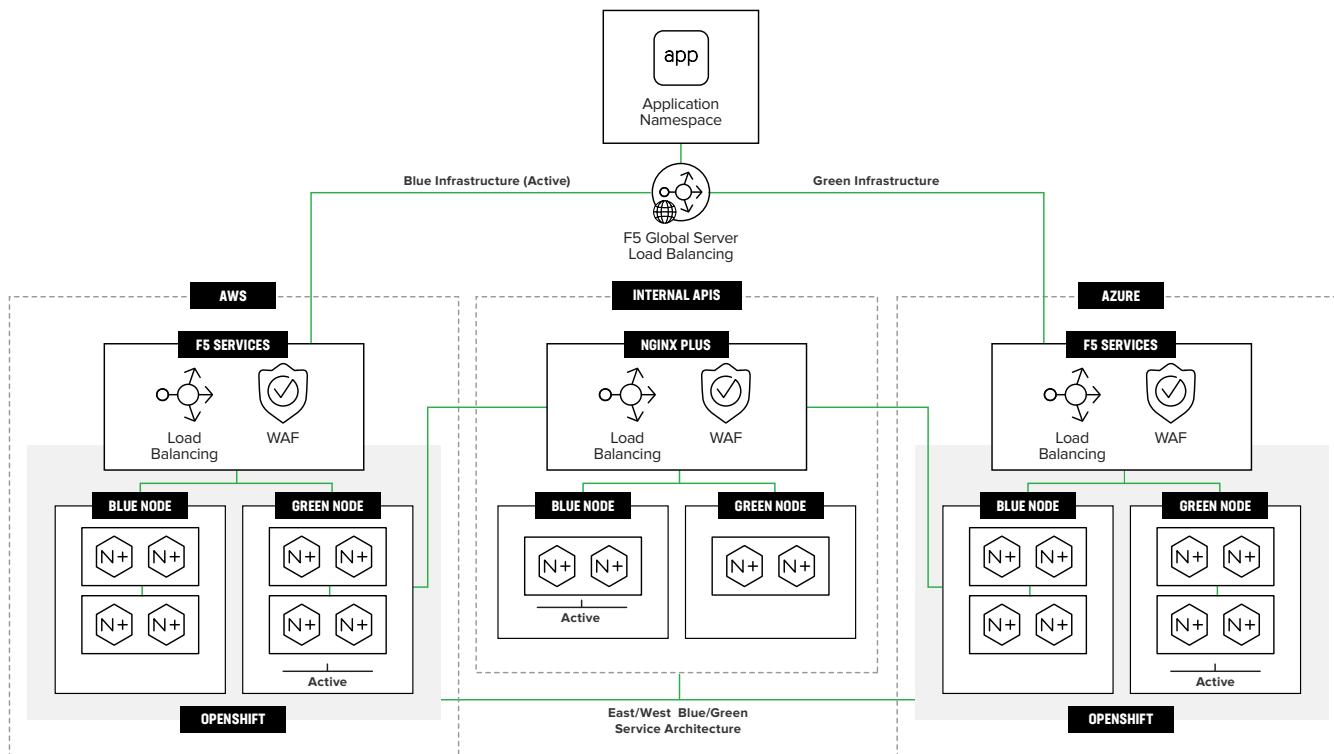 app
Application
Namespace
Blue Infrastructure (Active)
Green Infrastructure
F5 Global Server
Load Balancing
AWS
F5 SERVICES
Load
Balancing
WAF
BLUE NODE
N+ N+
N+ N+
GREEN NODE
N+ N+
N+ N+
Active
OPENSHIFT
INTERNAL APIS
NGINX PLUS
Load
Balancing
WAF
BLUE NODE
N+ N+
Active
GREEN NODE
N+ N+
East/West Blue/Green
Service Architecture
AZURE
F5 SERVICES
Load
Balancing
WAF
BLUE NODE
N+ N+
N+ N+
GREEN NODE
N+ N+
N+ N+
Active
OPENSHIFT